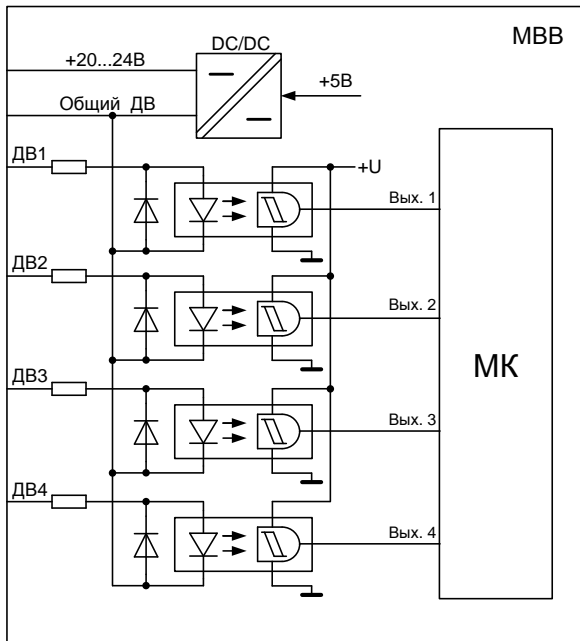 МВВ
DC/DC
+20...24В
+5В
Общий ДВ
ДВ1
+U
Вых. 1
ДВ2
Вых. 2
МК
ДВ3
Вых. 3
ДВ4
Вых. 4